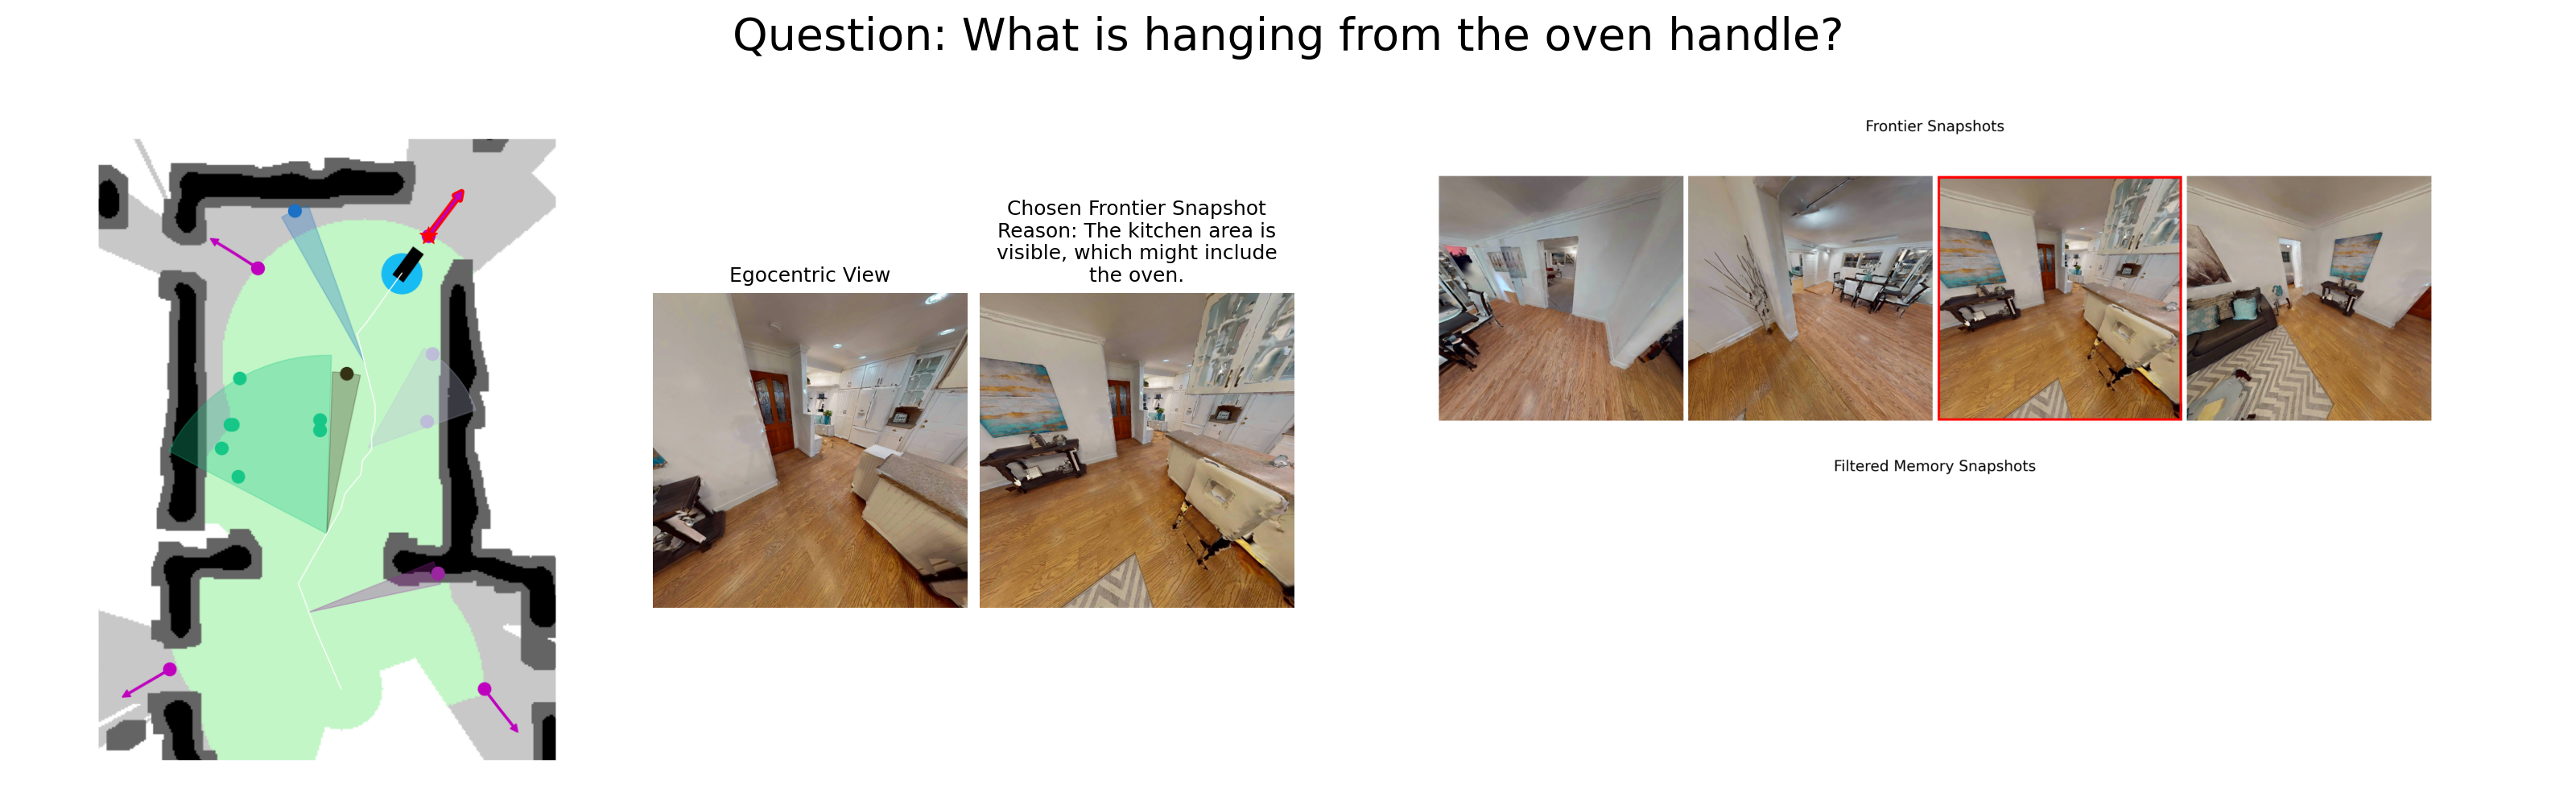 Question: What is hanging from the oven handle?
Frontier Snapshots
Chosen Frontier Snapshot
Reason: The kitchen area is
visible, which might include
the oven.
Egocentric View
Filtered Memory Snapshots